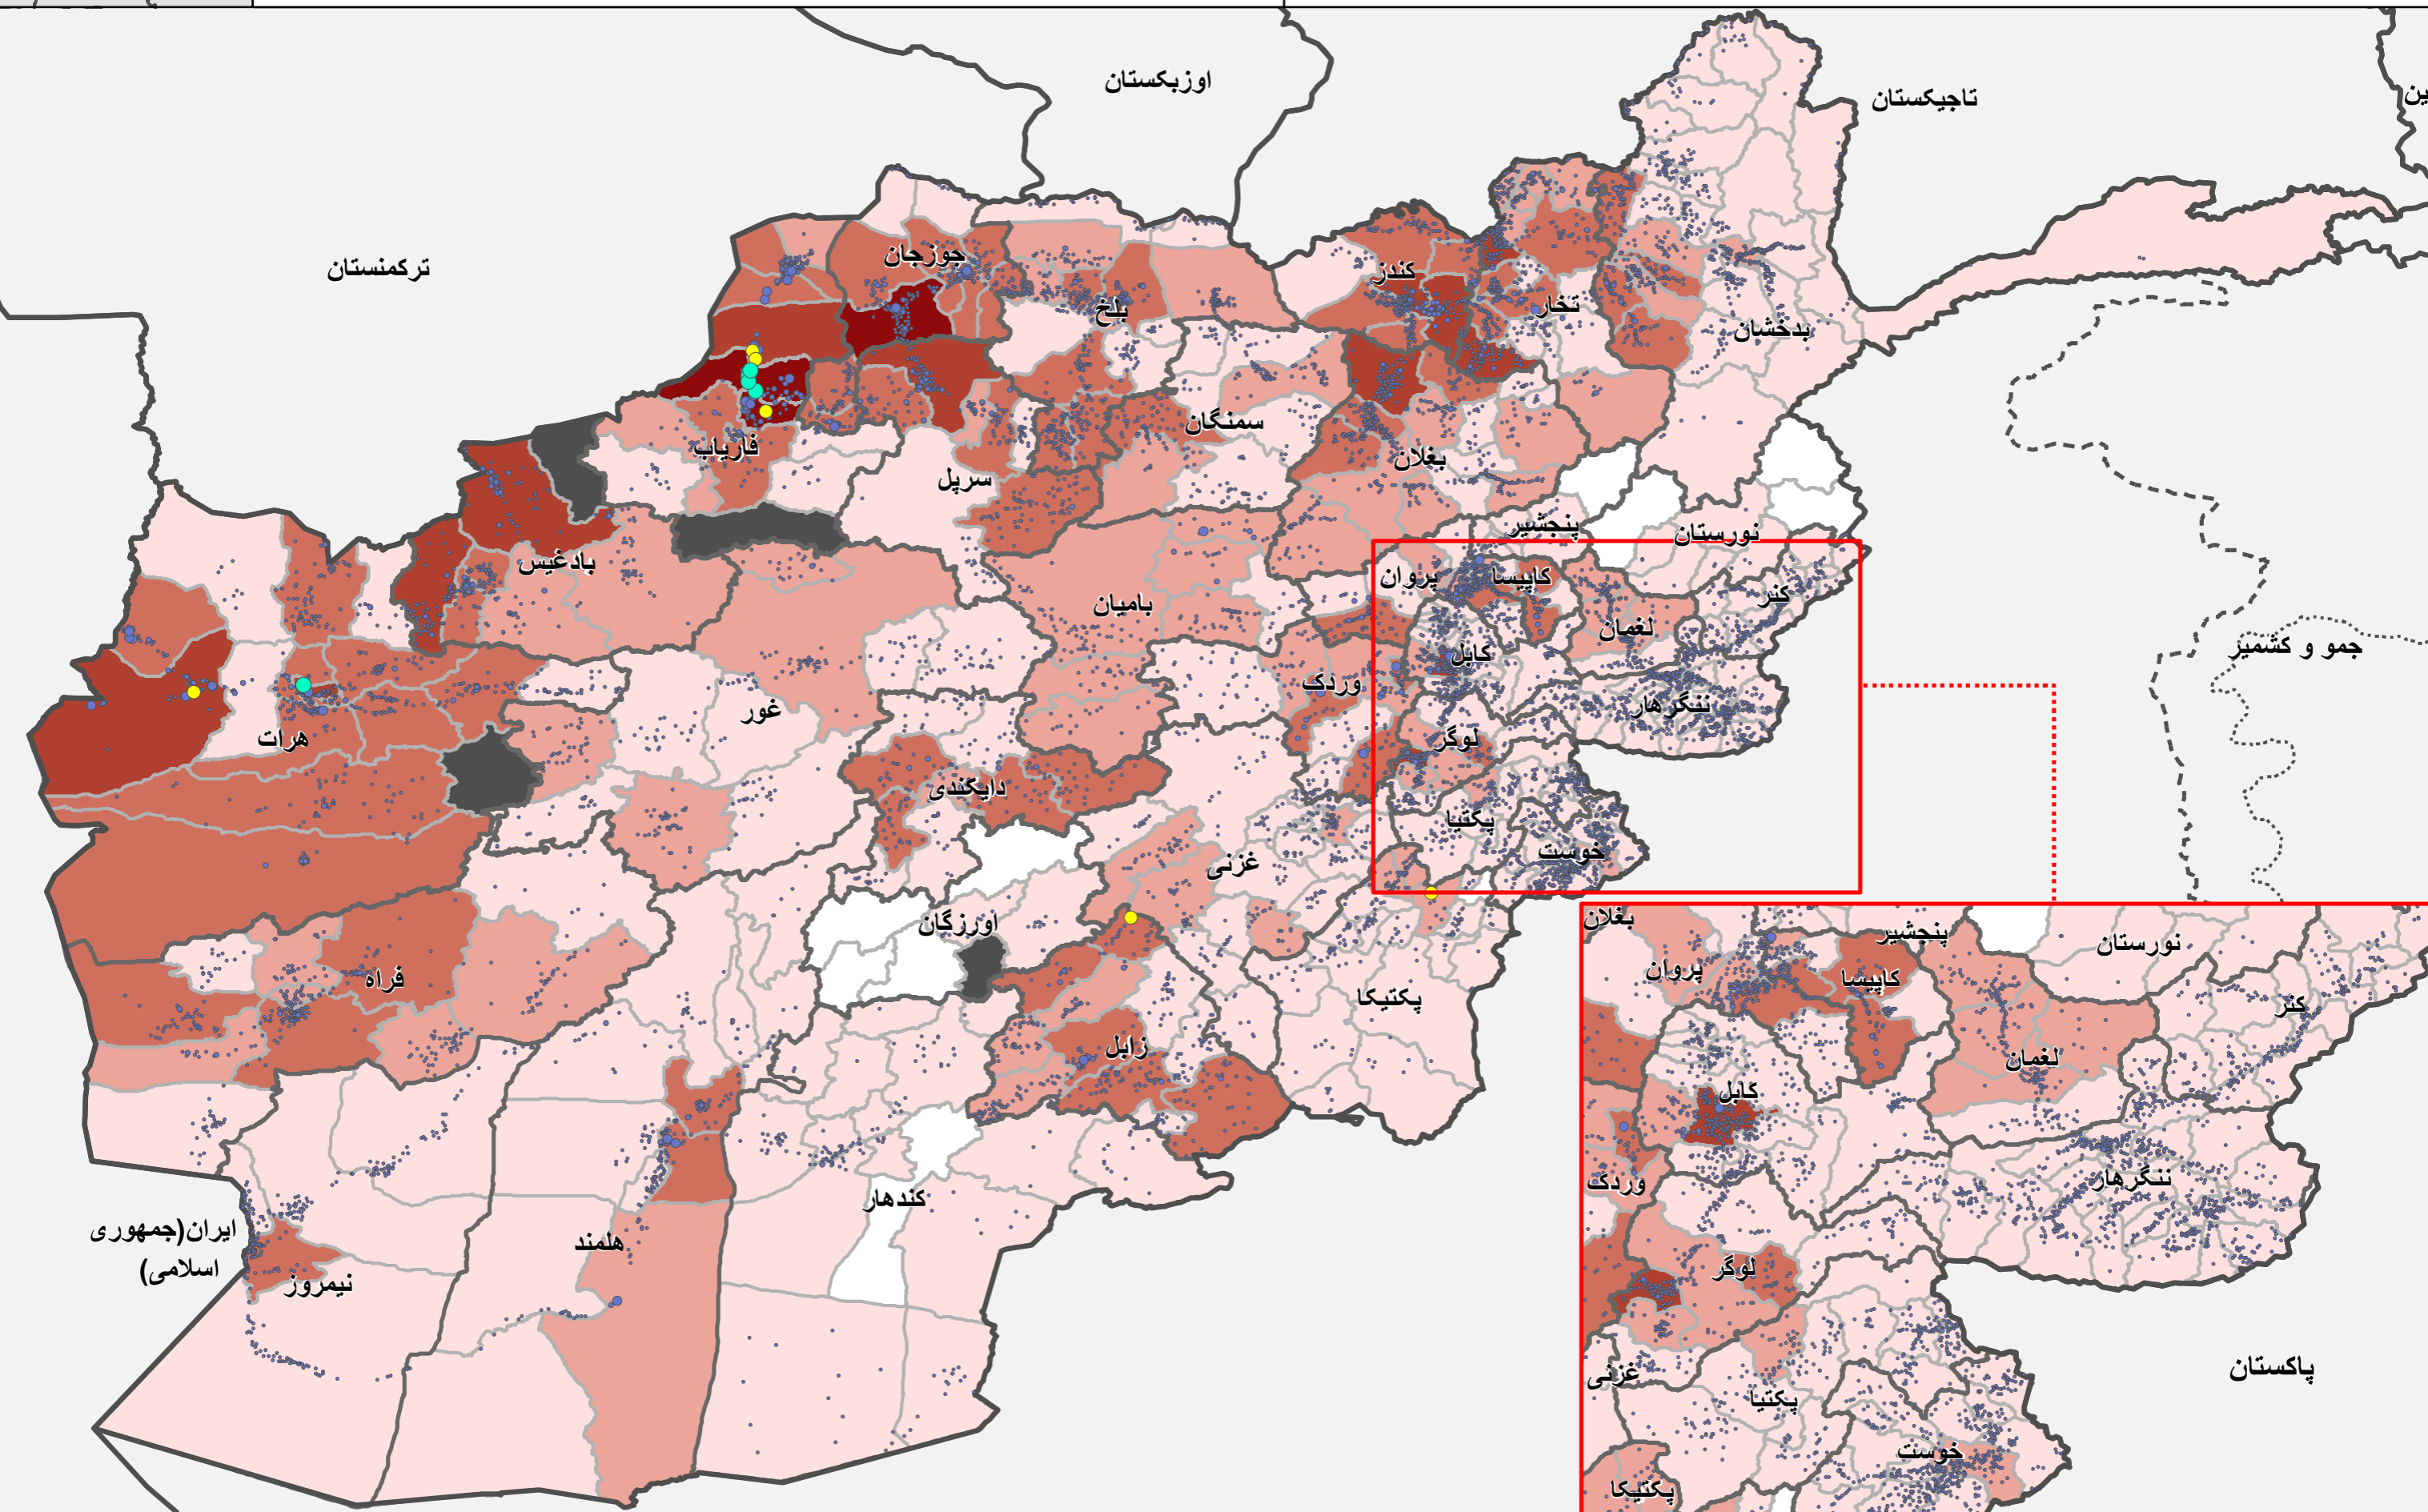 اوزبکستان
تاجیکستان
ین
ترکمنستان
جوزجان
کندز
تخار
بلخ
بدخشان
سمنگان
فاریاب
بغلان
سرپل
پنجشیر
نورستان
بادغیس
پروان
کاپیسا
کنر
بامیان
لغمان
جمو و کشمیر
کابل
وردک
غور
ننگرهار
هرات
لوگر
دایکندی
پکتیا
خوست
غزنی
اورزگان
فراه
پکتیکا
زابل
کندهار
هلمند
ایران(جمهوری
اسلامی)
نیمروز
بغلان
پنجشیر
نورستان
پروان
کاپیسا
کنر
لغمان
کابل
وردک
ننگرهار
لوگر
غزنی
پکتیا
خوست
پکتیکا
پاکستان